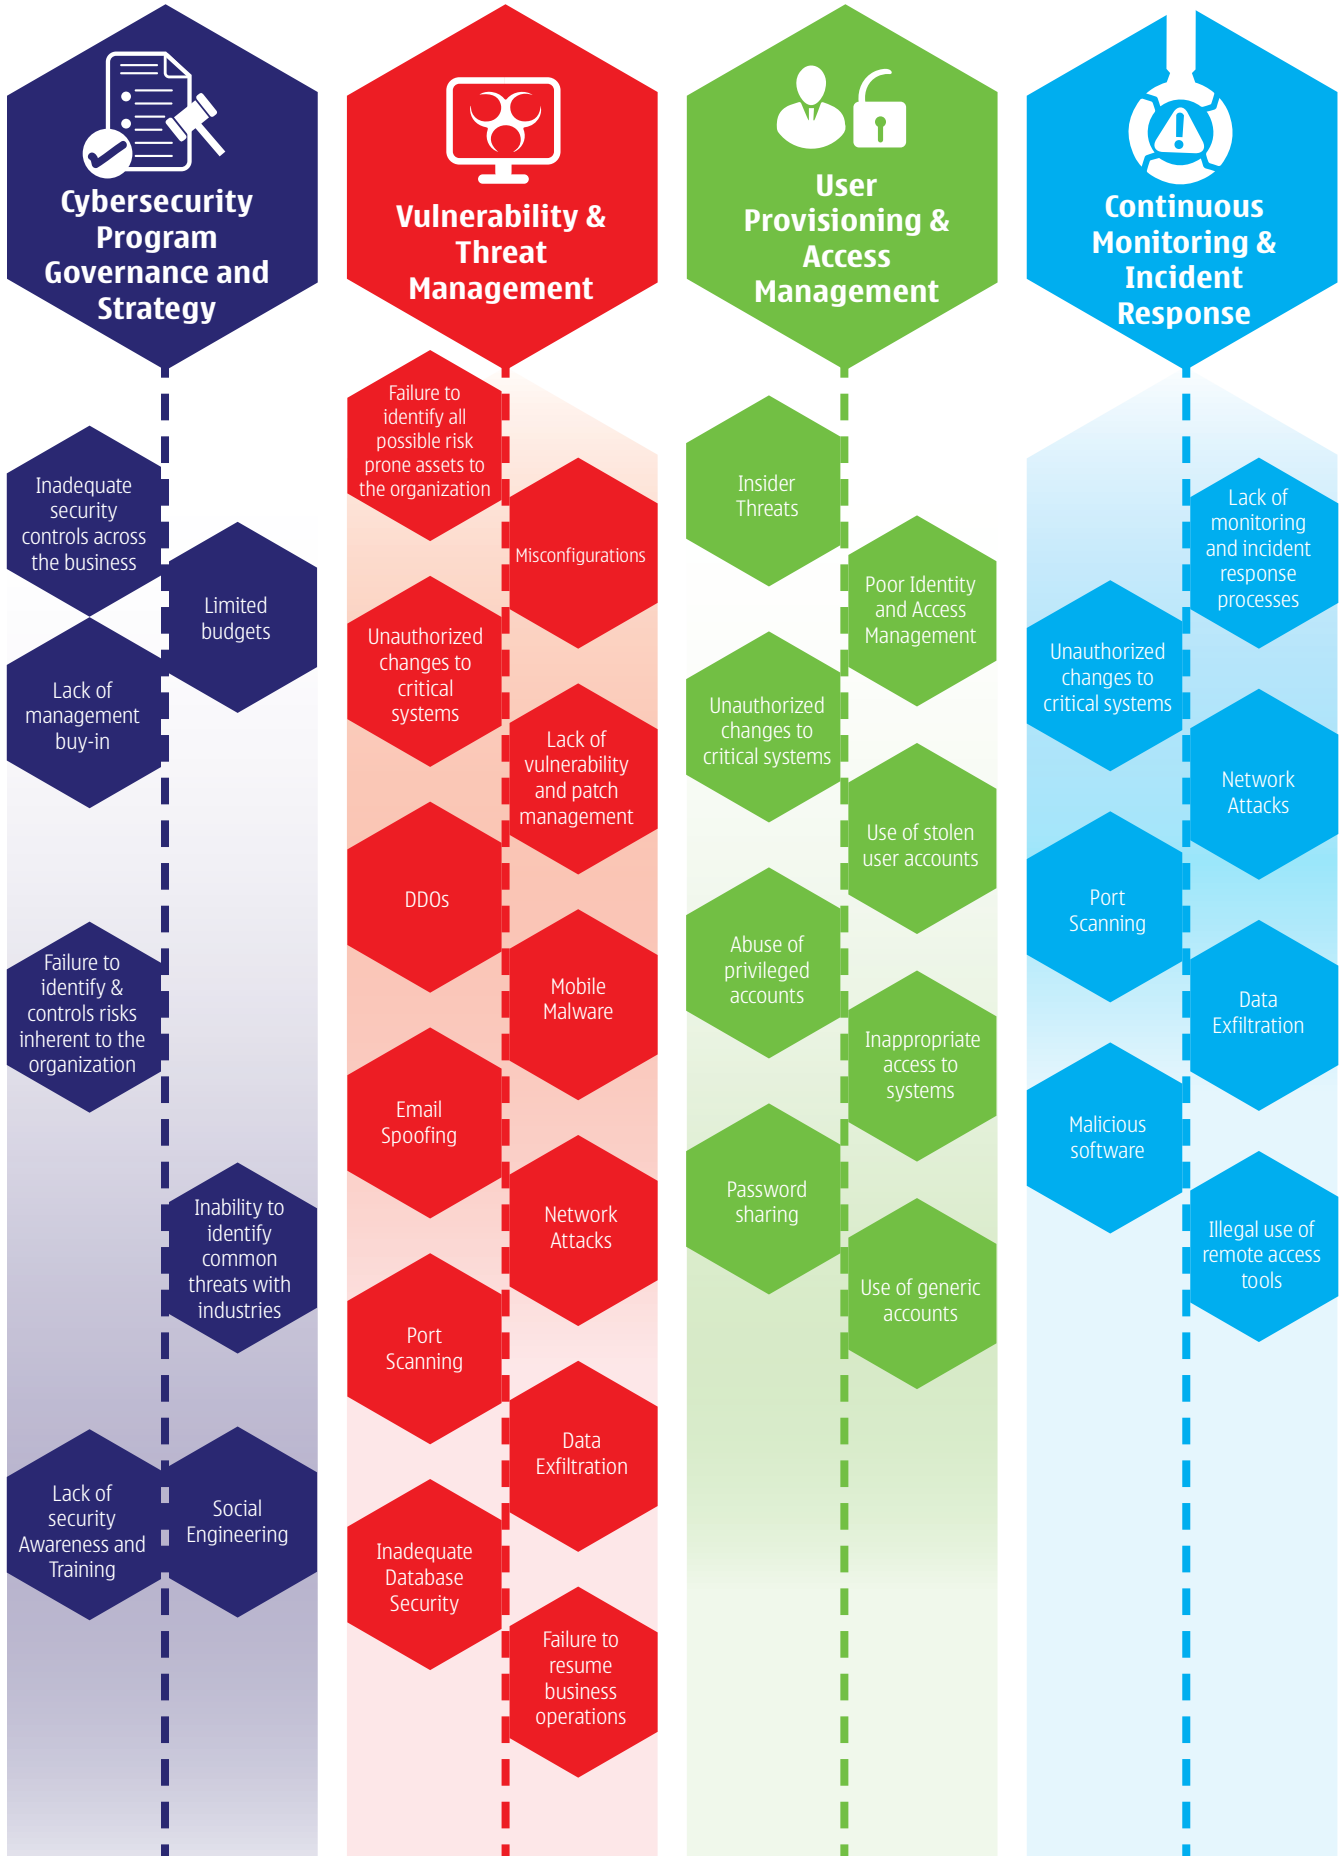 Cybersecurity
Program
Governance and
Strategy
Inadequate
security
controls across
the business
Limited
budgets
Lack of
management
buy-in
Failure to
identify &
controls risks
inherent to the
organization
Inability to
identify
common
threats with
industries
Lack of
security
Awareness and
Training
Social
Engineering
Vulnerability &
Threat
Management
Failure to
identify all
possible risk
prone assets to
the organization
Misconfigurations
Unauthorized
changes to
critical
systems
Lack of
vulnerability
and patch
management
DDOs
Mobile
Malware
Email
Spoofing
Network
Attacks
Port
Scanning
Data
Exfiltration
Inadequate
Database
Security
Failure to
resume
business
operations
User
Provisioning &
Access
Management
Insider
Threats
Poor Identity
and Access
Management
Unauthorized
changes to
critical systems
Use of stolen
user accounts
Abuse of
privileged
accounts
Inappropriate
access to
systems
Password
sharing
Use of generic
accounts
Continuous
Monitoring &
Incident
Response
Lack of
monitoring
and incident
response
processes
Unauthorized
changes to
critical systems
Network
Attacks
Port
Scanning
Data
Exfiltration
Malicious
software
Illegal use of
remote access
tools